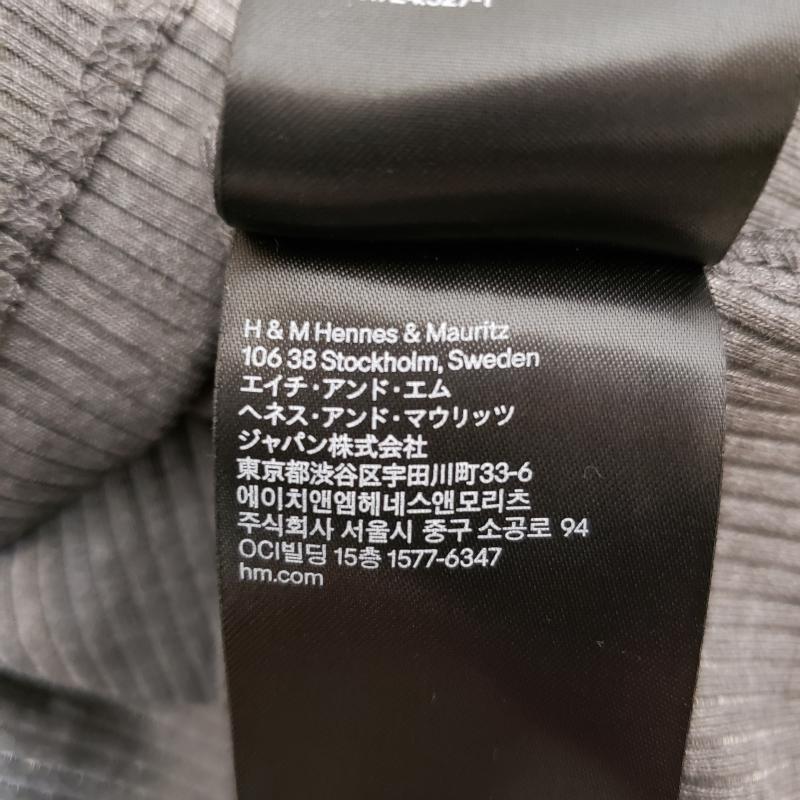 H & M Hennes & Mauritz
106 38 Stockholm, Sweden
エイチ・アンド・エム
ヘネス・アンド・マウリッツ
ジャパン株式会社
東京都渋谷区宇田川町33-6
에이치앤엠헤네스앤모리츠
주식회사 서울시 중구 소공로 94
OCI빌딩 15층 1577-6347
hm.com